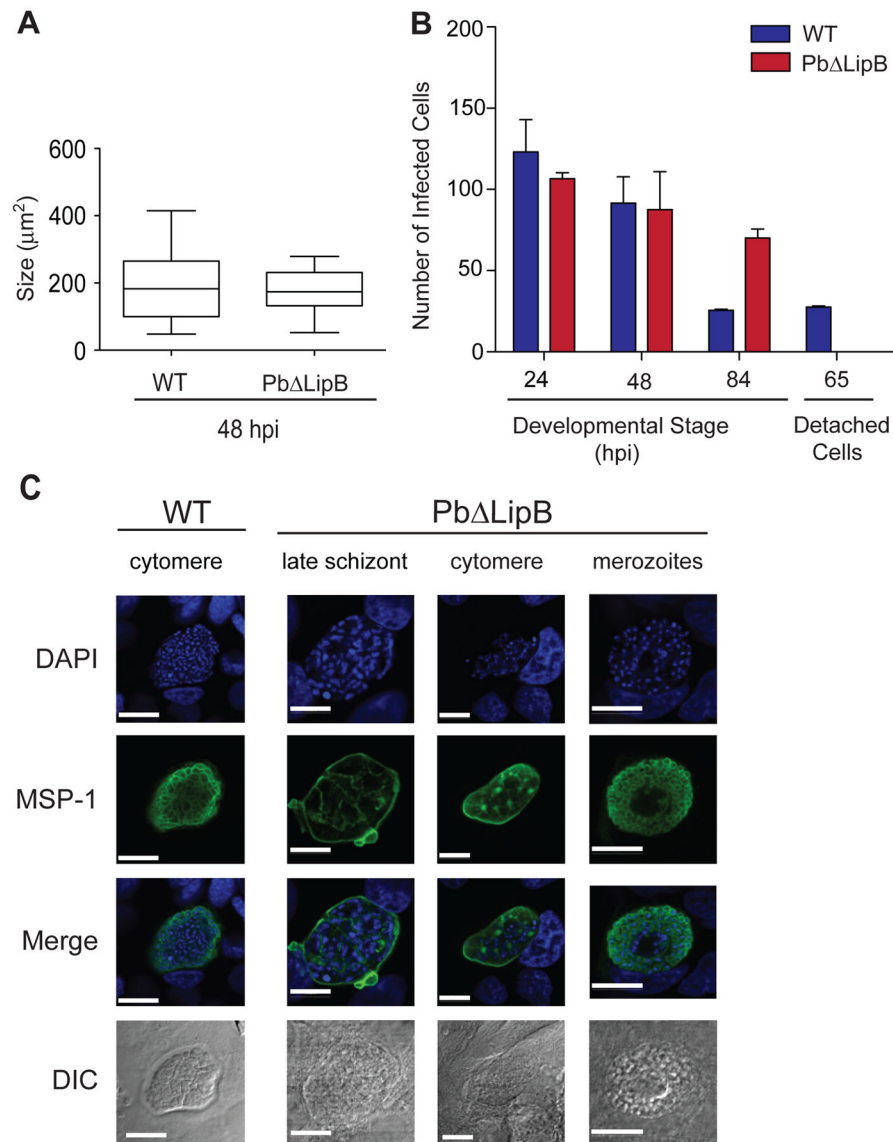 A
Size (µm²)
600
400
200
0
WT PbΔLipB
48 hpi
B
Number of Infected Cells
200
150
100
50
0
WT
PbΔLipB
24 48 84 65
Developmental Stage
(hpi)
Detached
Cells
C
WT PbΔLipB
cytomere late schizont cytomere merozoites
DAPI
MSP-1
Merge
DIC